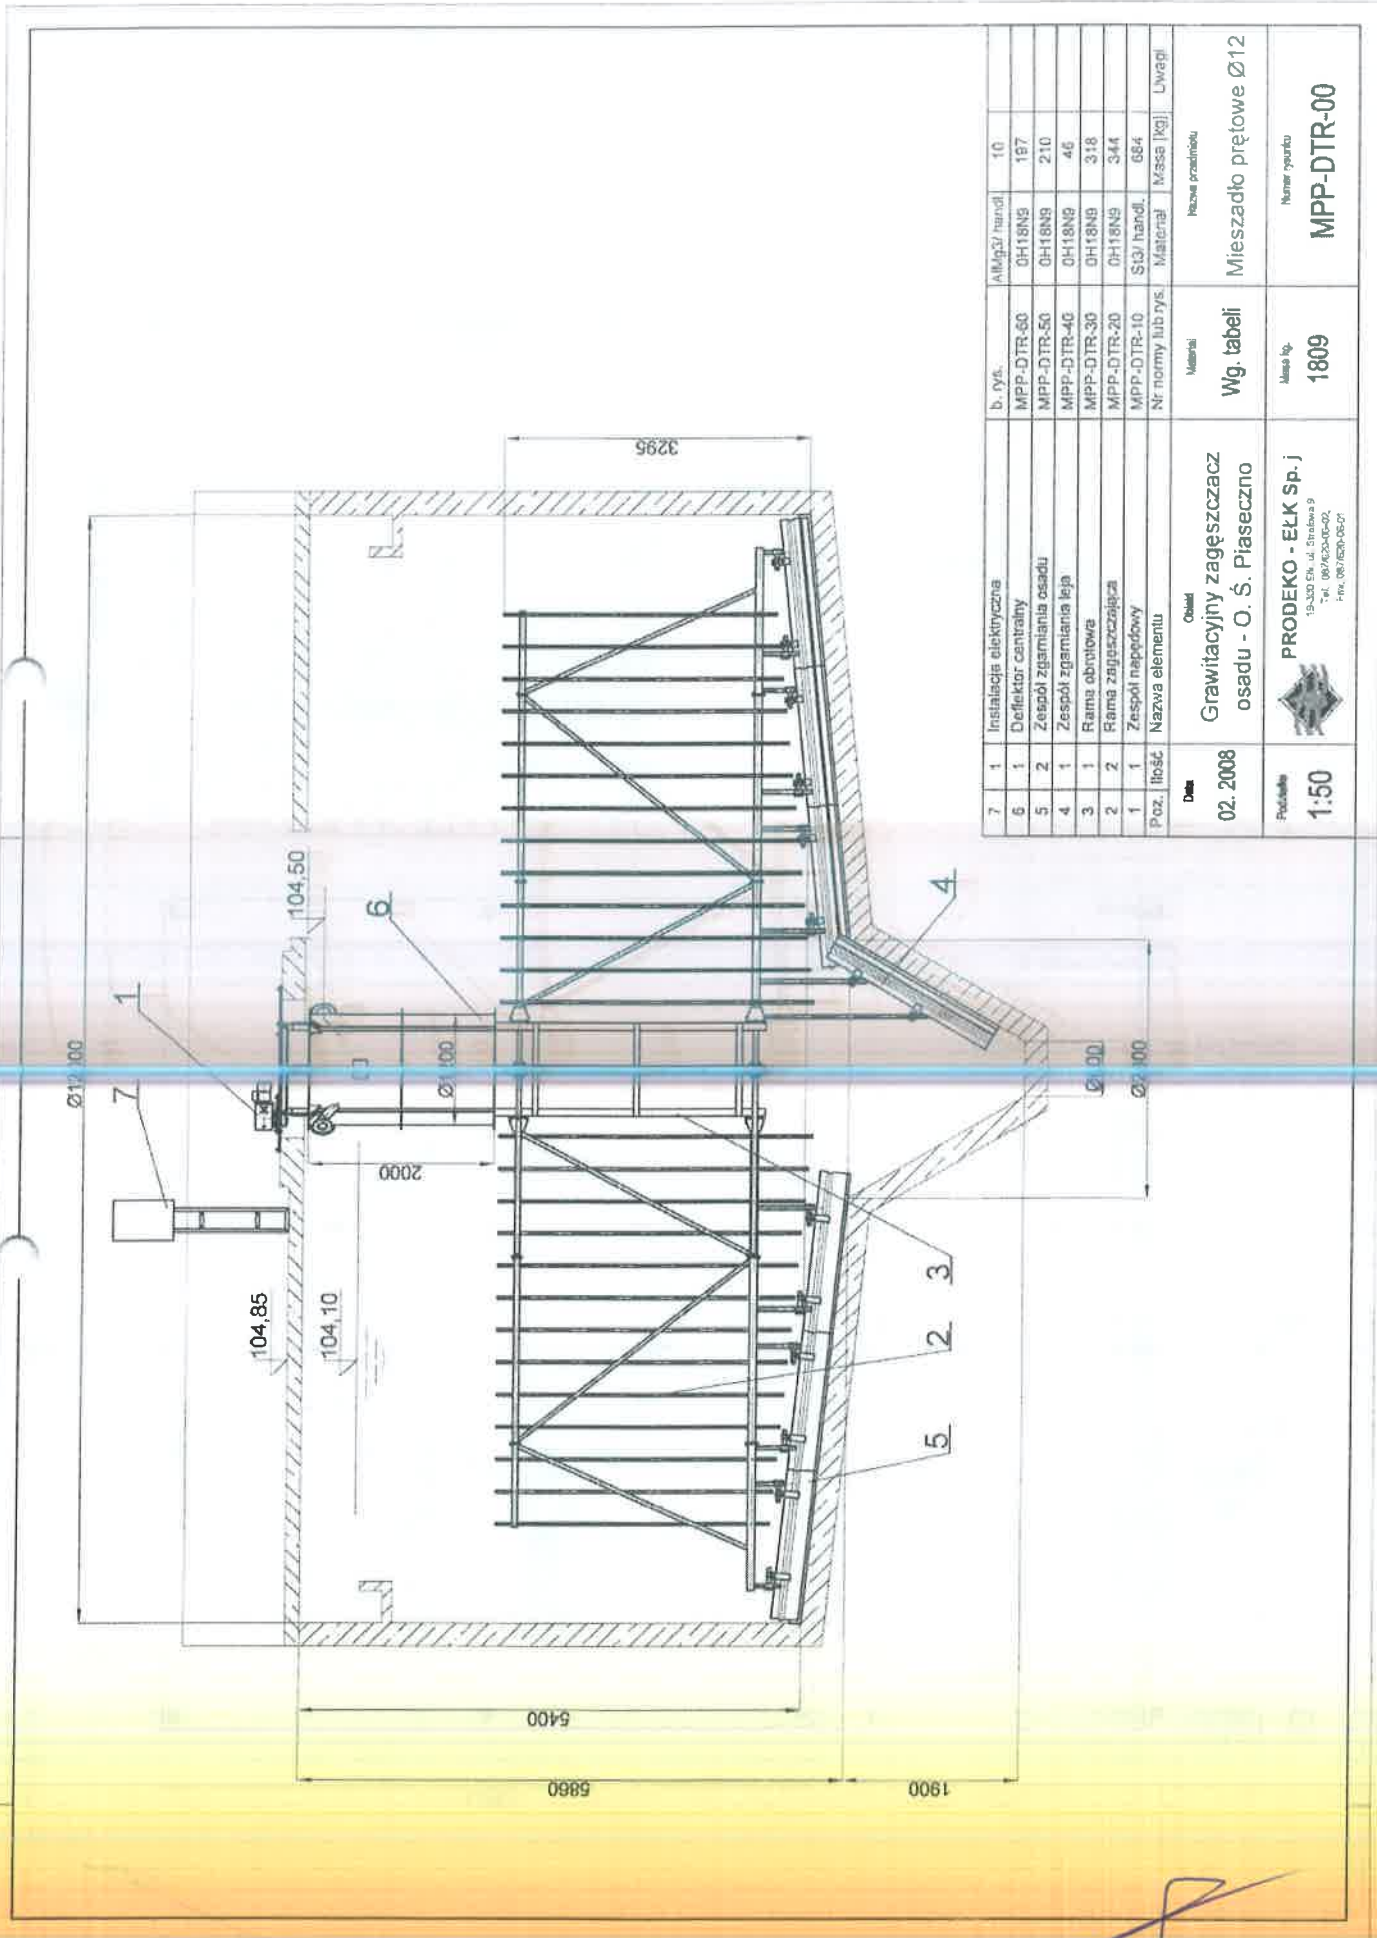 Ø12000
7
1
104,50
6
104,85
104,10
2000
Ø1200
3295
5400
5860
1900
5
2
3
4
7 1 Instalacja elektryczna b. rys. AlMg3/ handl. 10
6 1 Deflektor centralny MPP-DTR-60 0H18N9 197
5 2 Zespół zgarniania osadu MPP-DTR-50 0H18N9 210
4 1 Zespół zgarniania leja MPP-DTR-40 0H18N9 46
3 1 Rama obrotowa MPP-DTR-30 0H18N9 318
2 2 Rama zagęszczająca MPP-DTR-20 0H18N9 344
1 1 Zespół napędowy MPP-DTR-10 St3/ handl. 684
Poz. Ilość Nazwa elementu Nr normy lub rys. Materiał Masa [kg] Uwagi
Data
02. 2008
Obiekt
Grawitacyjny zagęszczacz
osadu - O. Ś. Piaseczno
Materiał
Wg. tabeli
Nazwa przedmiotu
Mieszadło prętowe Ø12
Podziałka
1:50
PRODEKO - EŁK Sp. j
Masa kg.
1809
Numer rysunku
MPP-DTR-00